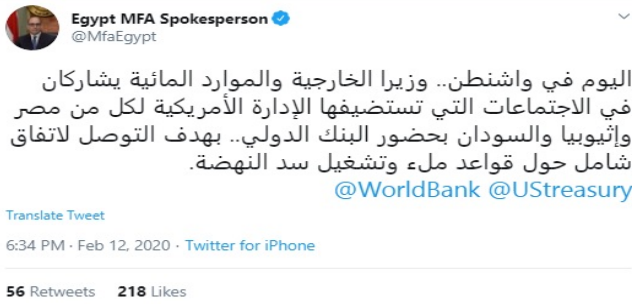 Egypt MFA Spokesperson
@MfaEgypt
اليوم في واشنطن.. وزيرا الخارجية والموارد المائية يشاركان
في الاجتماعات التي تستضيفها الإدارة الأمريكية لكل من مصر
وإثيوبيا والسودان بحضور البنك الدولي.. بهدف التوصل لاتفاق
شامل حول قواعد ملء وتشغيل سد النهضة.
@WorldBank @UStreasury
Translate Tweet
6:34 PM · Feb 12, 2020 · Twitter for iPhone
56 Retweets 218 Likes